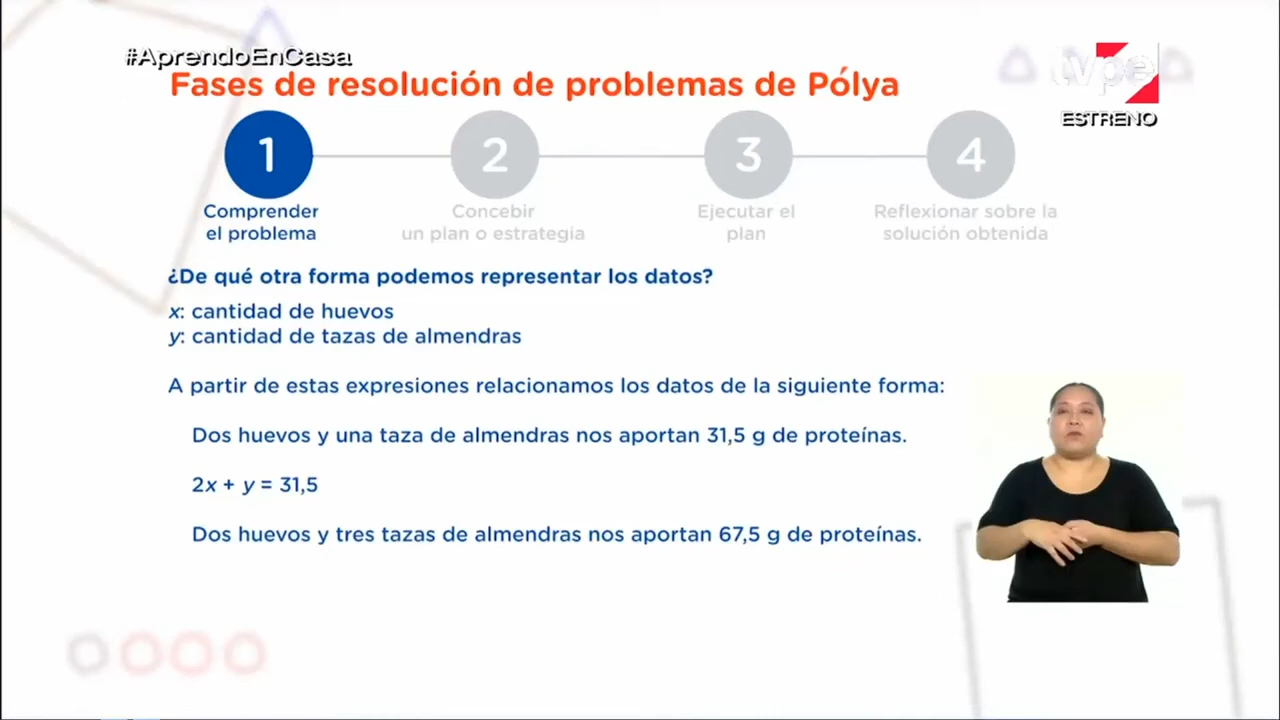 #AprendoEnCasa
Fases de resolución de problemas de Pólya
tvpe
ESTRENO
1
2
3
4
Comprender
el problema
Concebir
un plan o estrategia
Ejecutar el
plan
Reflexionar sobre la
solución obtenida
¿De qué otra forma podemos representar los datos?
x: cantidad de huevos
y: cantidad de tazas de almendras
A partir de estas expresiones relacionamos los datos de la siguiente forma:
Dos huevos y una taza de almendras nos aportan 31,5 g de proteínas.
2x + y = 31,5
Dos huevos y tres tazas de almendras nos aportan 67,5 g de proteínas.